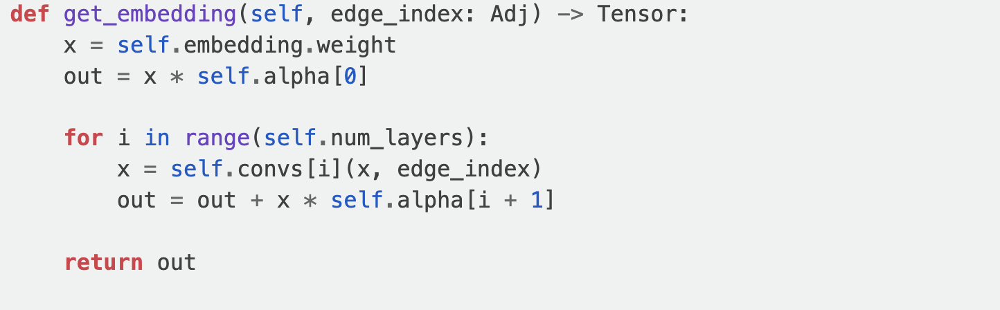 def get_embedding(self, edge_index: Adj) -> Tensor:
    x = self.embedding.weight
    out = x * self.alpha[0]

    for i in range(self.num_layers):
        x = self.convs[i](x, edge_index)
        out = out + x * self.alpha[i + 1]

    return out